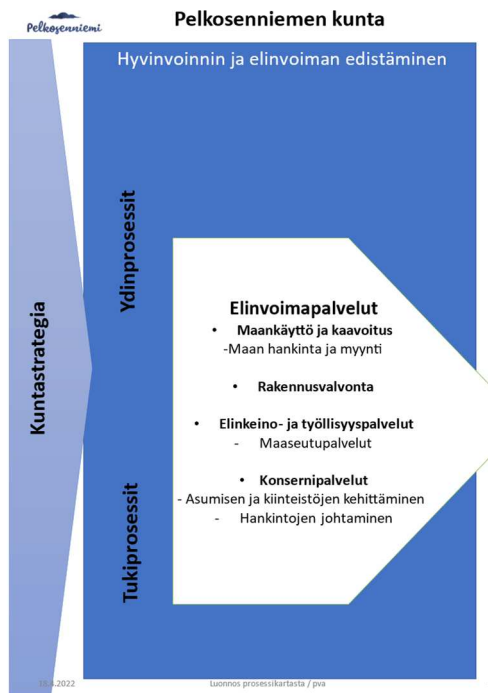 Pelkosenniemi
Pelkosenniemen kunta
Hyvinvoinnin ja elinvoiman edistäminen
Kuntastrategia
Ydinprosessit
Tukiprosessit
Elinvoimapalvelut
• Maankäyttö ja kaavoitus
-Maan hankinta ja myynti
• Rakennusvalvonta
• Elinkeino- ja työllisyyspalvelut
- Maaseutupalvelut
• Konsernipalvelut
- Asumisen ja kiinteistöjen kehittäminen
- Hankintojen johtaminen
Luonnos prosessikartasta / pva